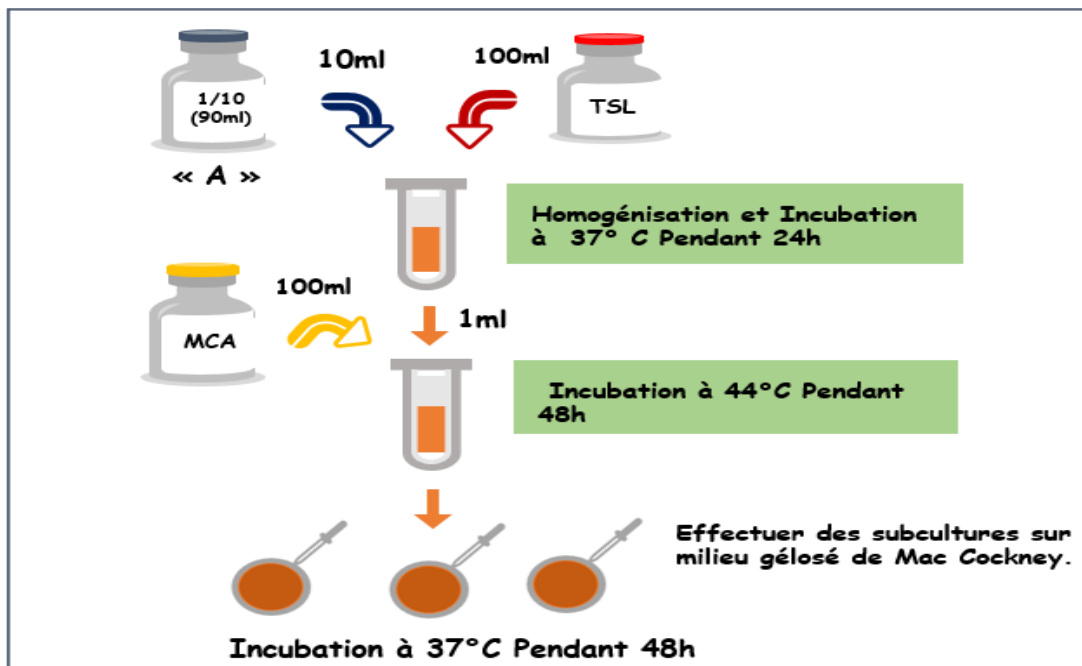 10ml
100ml
1/10
(90ml)
TSL
« A »
Homogénisation et Incubation
à 37° C Pendant 24h
100ml
1ml
MCA
Incubation à 44°C Pendant
48h
Effectuer des subcultures sur
milieu gélosé de Mac Cockney.
Incubation à 37°C Pendant 48h